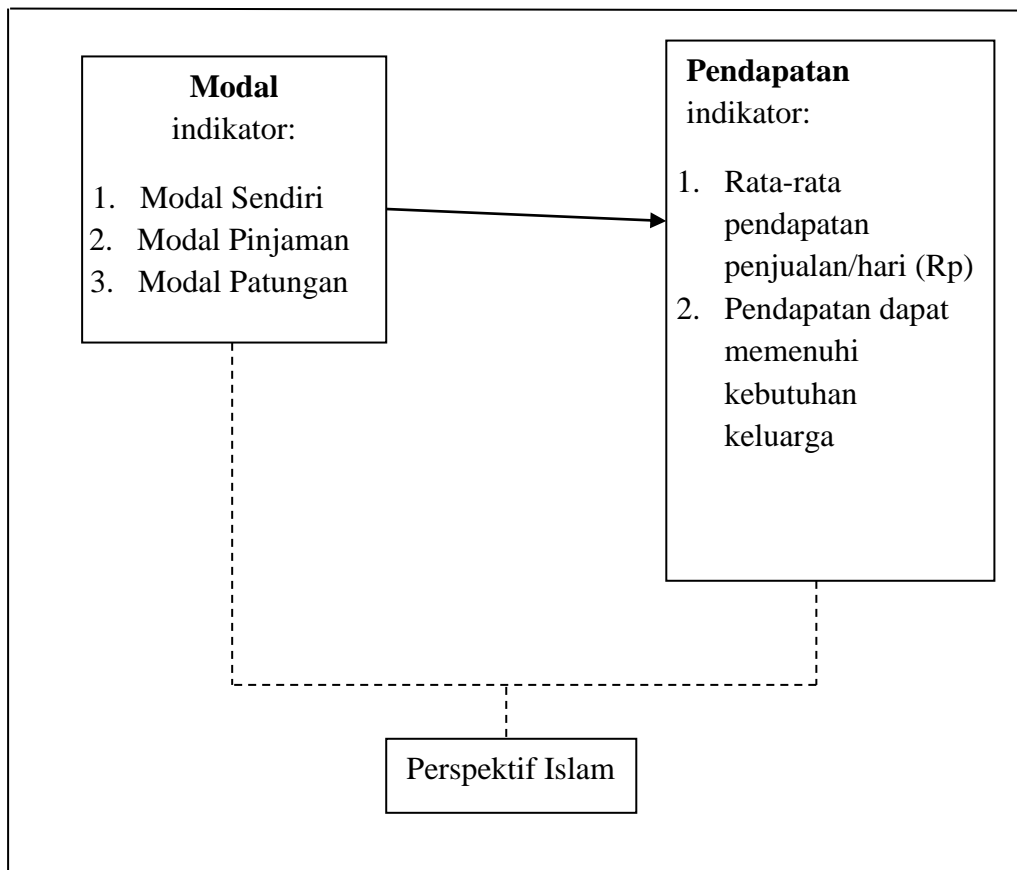 Modal
indikator:
1. Modal Sendiri
2. Modal Pinjaman
3. Modal Patungan
Pendapatan
indikator:
1. Rata-rata
pendapatan
penjualan/hari (Rp)
2. Pendapatan dapat
memenuhi
kebutuhan
keluarga
Perspektif Islam